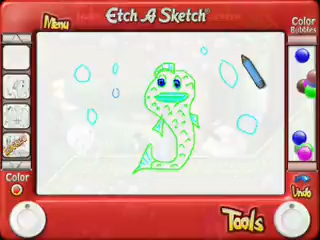 Menu
Etch A Sketch®
Color
Bubbles
Color
Undo
Tools